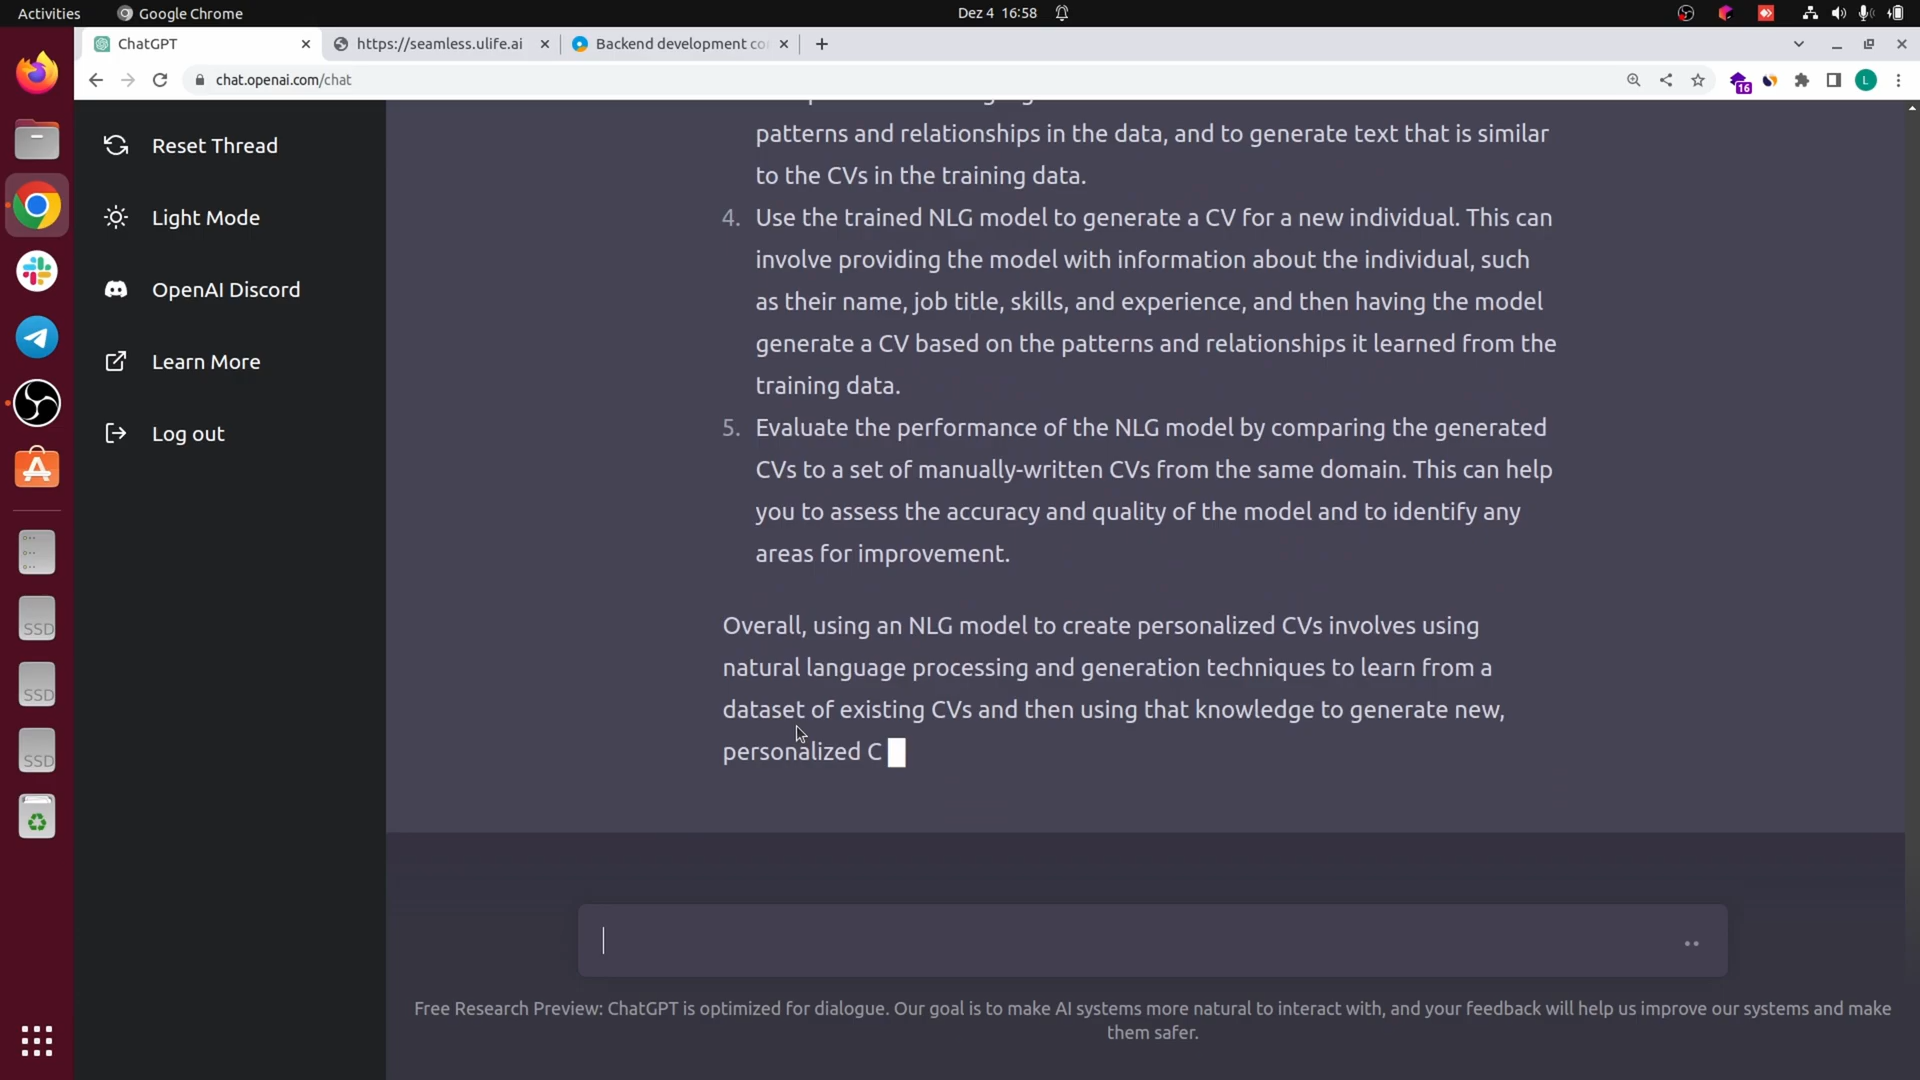 Activities
Google Chrome
Dez 4 16:58
ChatGPT
https://seamless.ulife.ai
Backend development co
chat.openai.com/chat
16
L
Reset Thread
Light Mode
OpenAI Discord
Learn More
Log out
SSD
SSD
SSD
patterns and relationships in the data, and to generate text that is similar
to the CVs in the training data.
4. Use the trained NLG model to generate a CV for a new individual. This can
involve providing the model with information about the individual, such
as their name, job title, skills, and experience, and then having the model
generate a CV based on the patterns and relationships it learned from the
training data.
5. Evaluate the performance of the NLG model by comparing the generated
CVs to a set of manually-written CVs from the same domain. This can help
you to assess the accuracy and quality of the model and to identify any
areas for improvement.
Overall, using an NLG model to create personalized CVs involves using
natural language processing and generation techniques to learn from a
dataset of existing CVs and then using that knowledge to generate new,
personalized C
Free Research Preview: ChatGPT is optimized for dialogue. Our goal is to make AI systems more natural to interact with, and your feedback will help us improve our systems and make
them safer.